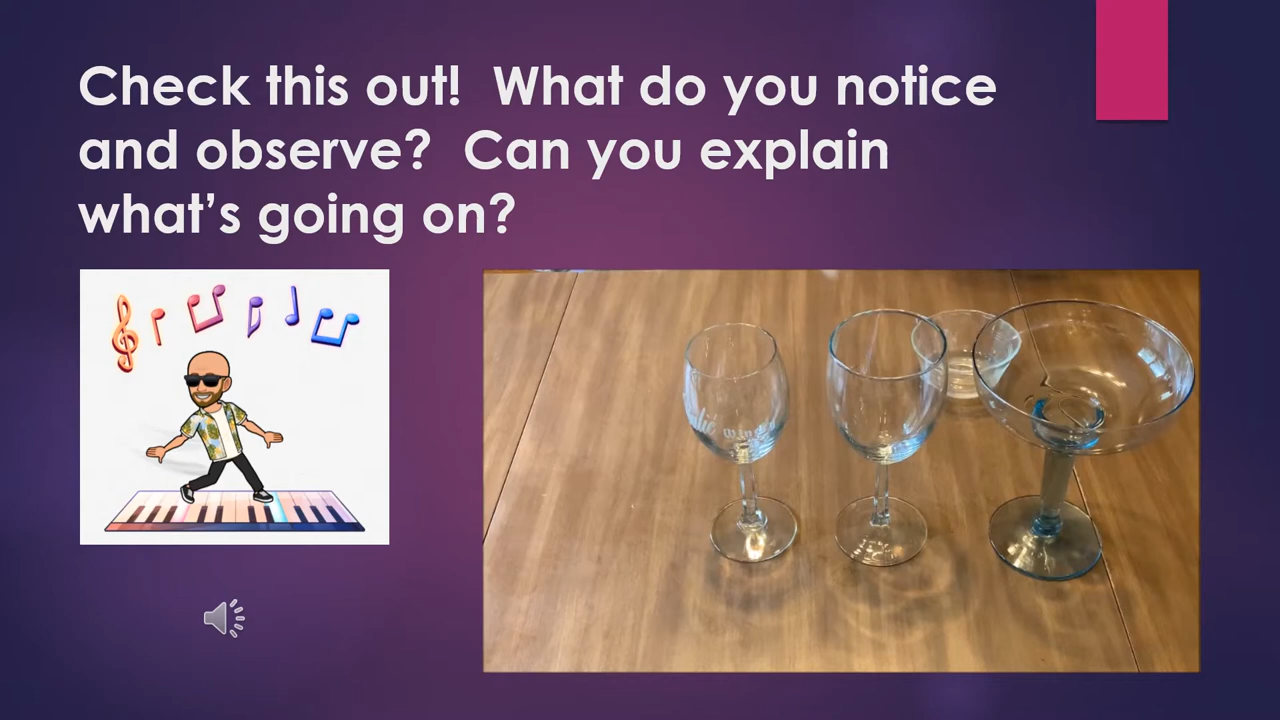 Check this out!  What do you notice
and observe?  Can you explain
what’s going on?